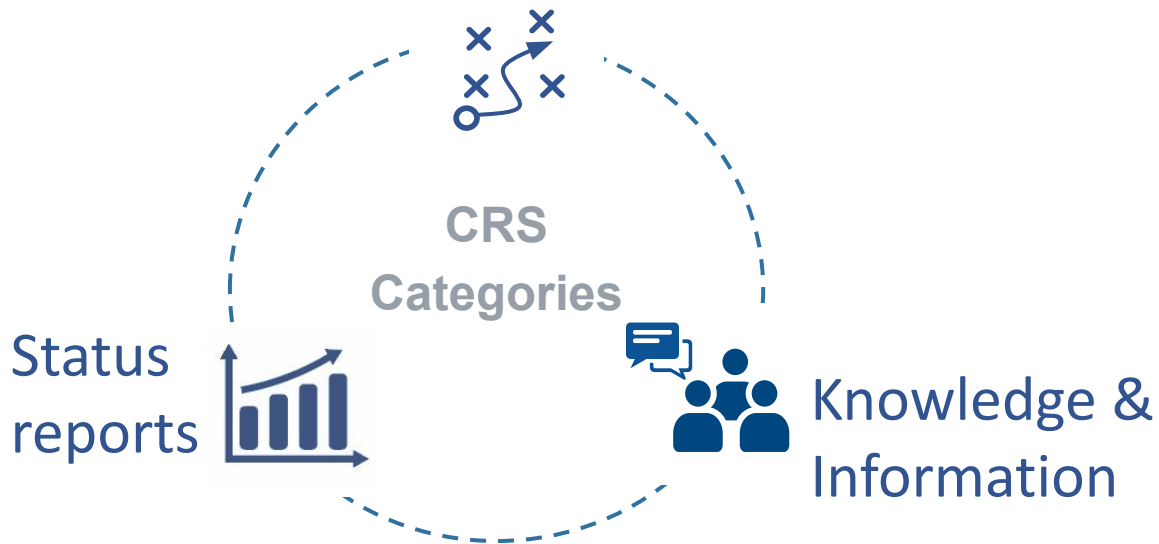 CRS
Categories
Status
reports
Knowledge &
Information